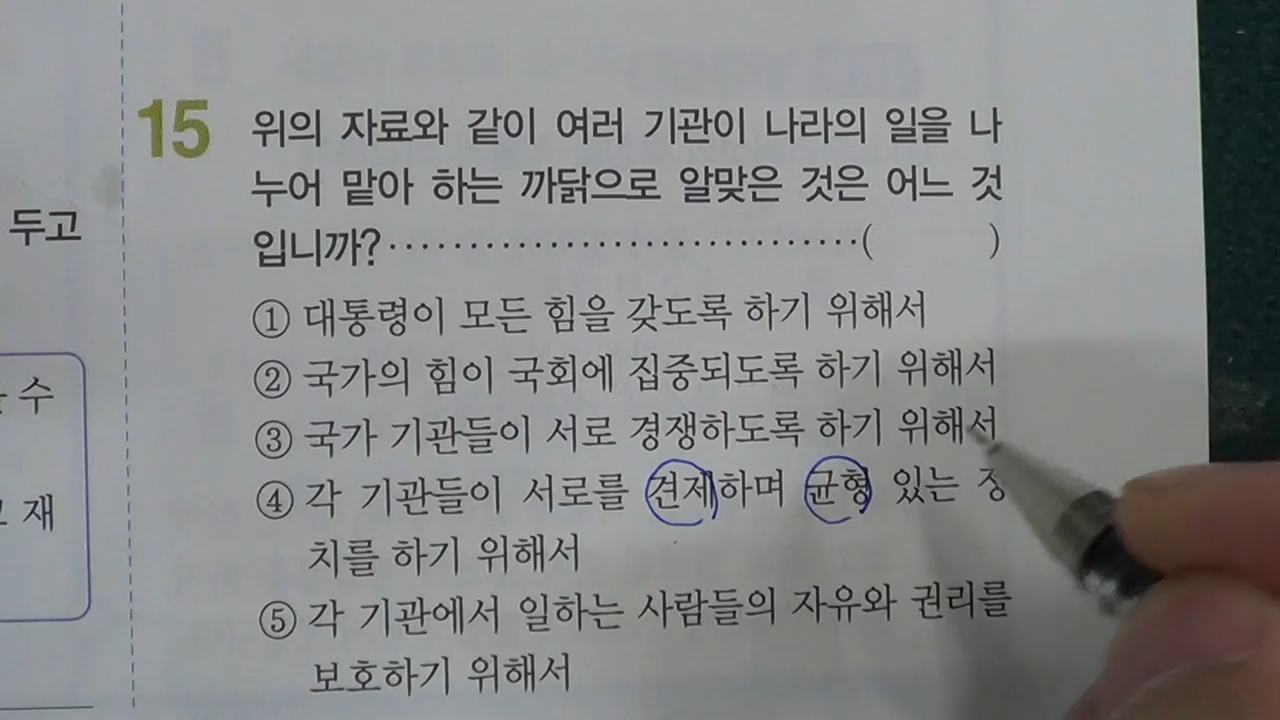 15 위의 자료와 같이 여러 기관이 나라의 일을 나
누어 맡아 하는 까닭으로 알맞은 것은 어느 것
입니까?······························( )
① 대통령이 모든 힘을 갖도록 하기 위해서
② 국가의 힘이 국회에 집중되도록 하기 위해서
③ 국가 기관들이 서로 경쟁하도록 하기 위해서
④ 각 기관들이 서로를 견제하며 균형 있는 정
치를 하기 위해서
⑤ 각 기관에서 일하는 사람들의 자유와 권리를
보호하기 위해서
두고
수
재